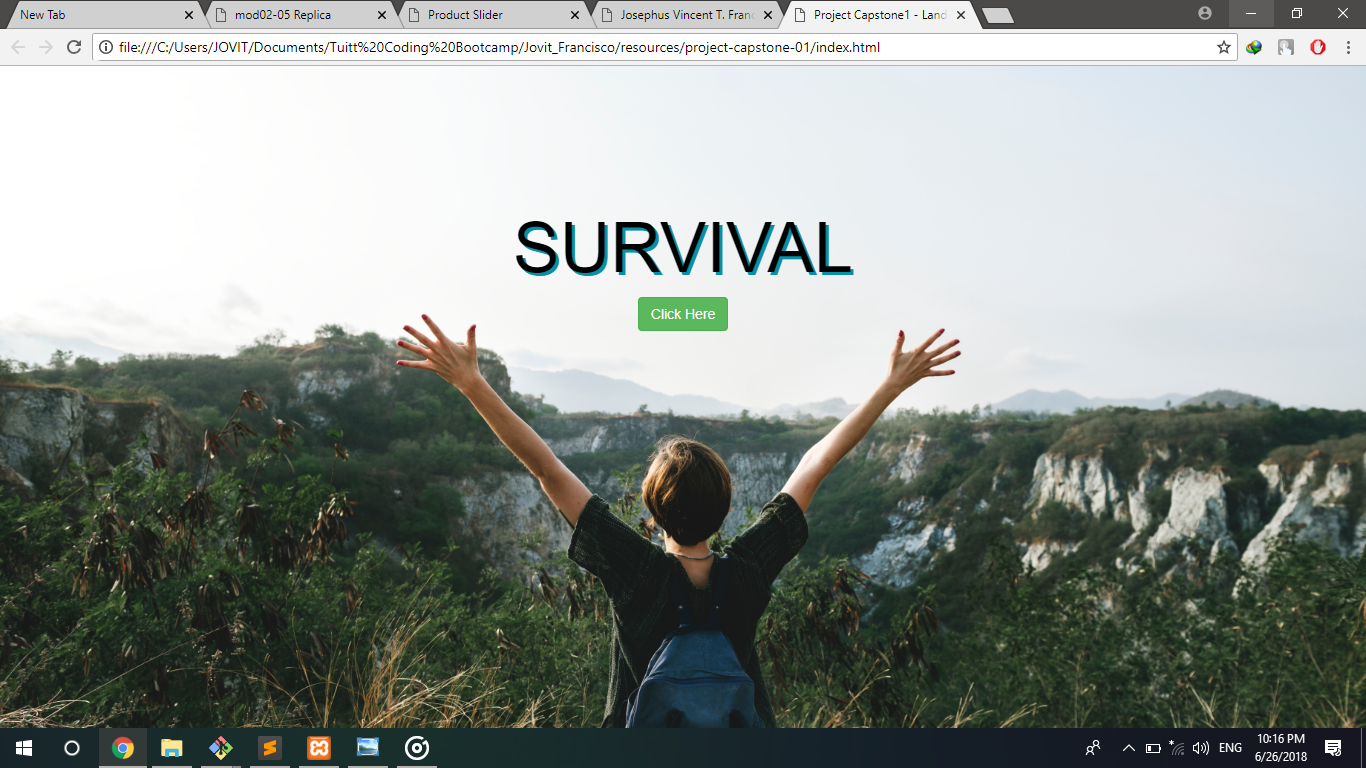 New Tab
mod02-05 Replica
Product Slider
Josephus Vincent T. Franc
Project Capstone1 - Land
file:///C:/Users/JOVIT/Documents/Tuitt%20Coding%20Bootcamp/Jovit_Francisco/resources/project-capstone-01/index.html
SURVIVAL
Click Here
ENG
10:16 PM
6/26/2018